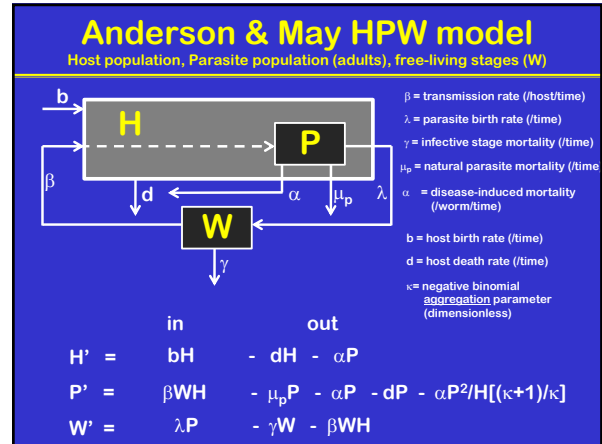 Anderson & May HPW model
Host population, Parasite population (adults), free-living stages (W)
b
H
P
β
d
α
μp
λ
W
γ
β = transmission rate (/host/time)
λ = parasite birth rate (/time)
γ = infective stage mortality (/time)
μp = natural parasite mortality (/time)
α = disease-induced mortality
(/worm/time)
b = host birth rate (/time)
d = host death rate (/time)
κ= negative binomial
aggregation parameter
(dimensionless)
in out
H' = bH - dH - αP
P' = βWH - μpP - αP - dP - αP²/H[(κ+1)/κ]
W' = λP - γW - βWH